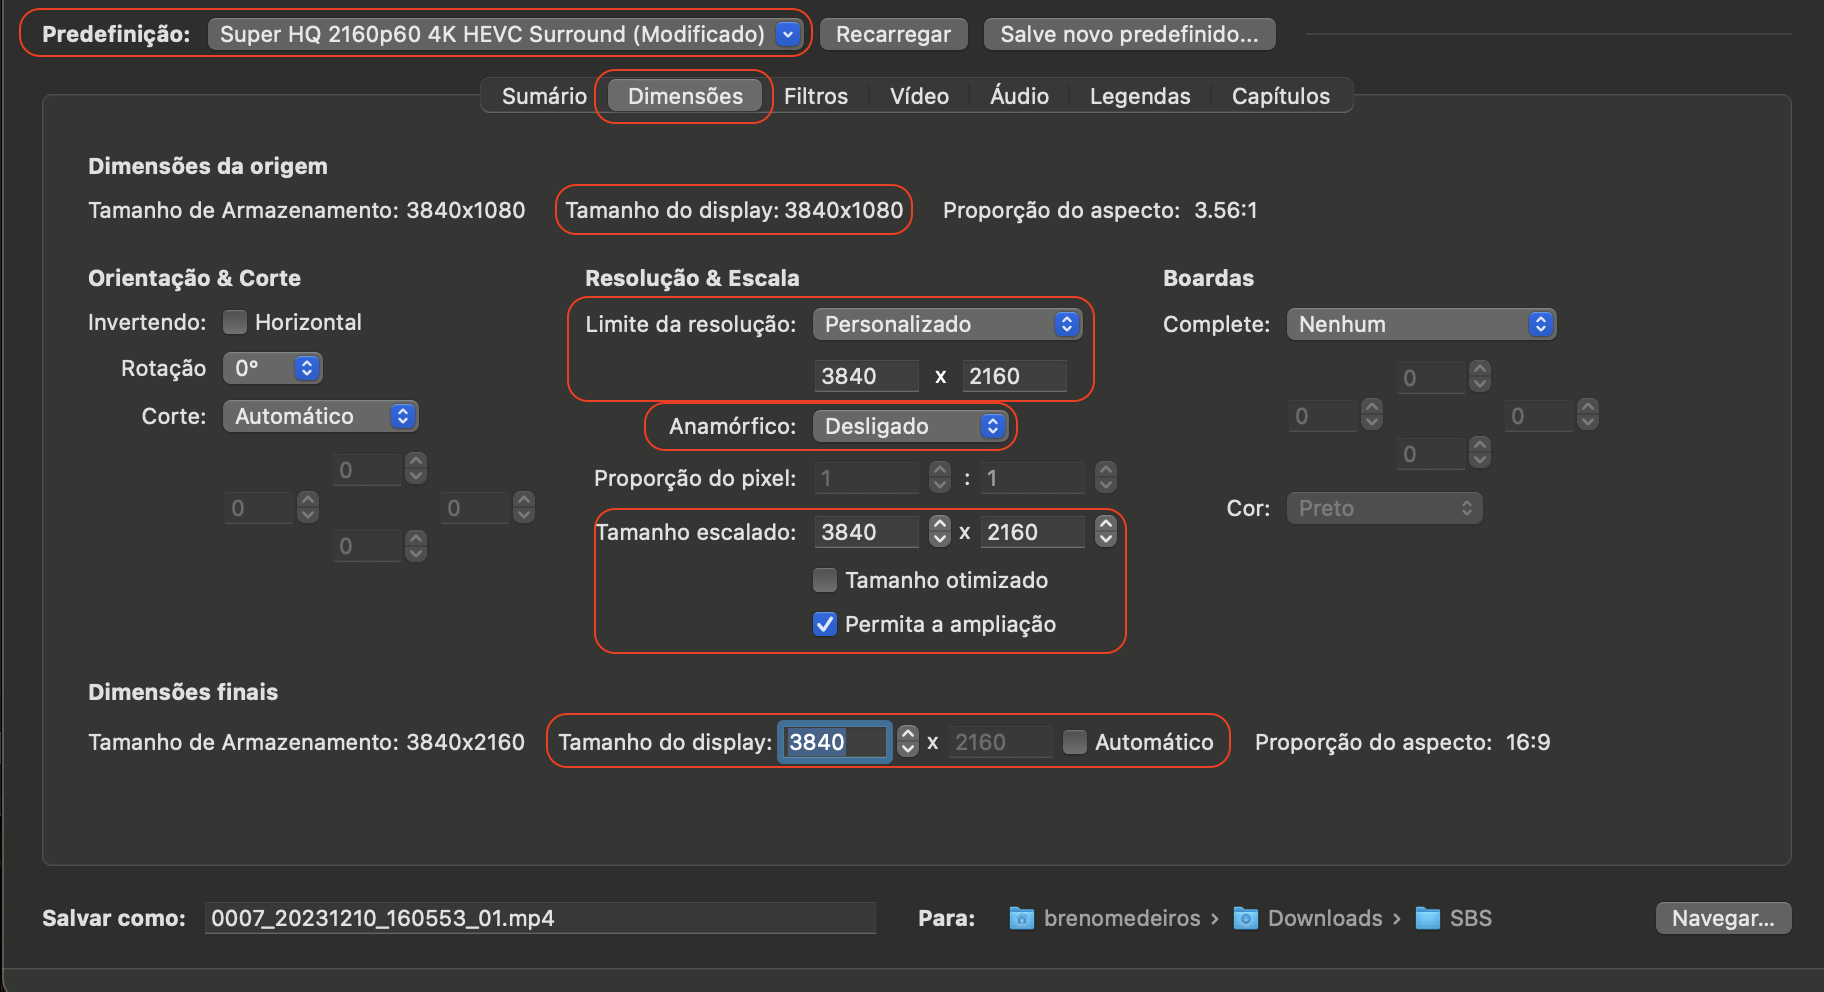 Predefinição: Super HQ 2160p60 4K HEVC Surround (Modificado) Recarregar Salve novo predefinido...
Sumário Dimensões Filtros Vídeo Áudio Legendas Capítulos
Dimensões da origem
Tamanho de Armazenamento: 3840x1080 Tamanho do display: 3840x1080 Proporção do aspecto: 3.56:1
Orientação & Corte
Invertendo: Horizontal
Rotação 0°
Corte: Automático
0
0 0
0
Resolução & Escala
Limite da resolução: Personalizado
3840 x 2160
Anamórfico: Desligado
Proporção do pixel: 1 : 1
Tamanho escalado: 3840 x 2160
Tamanho otimizado
Permita a ampliação
Boardas
Complete: Nenhum
0
0 0
0
Cor: Preto
Dimensões finais
Tamanho de Armazenamento: 3840x2160 Tamanho do display: 3840 x 2160 Automático Proporção do aspecto: 16:9
Salvar como: 0007_20231210_160553_01.mp4 Para: brenomedeiros › Downloads › SBS Navegar...